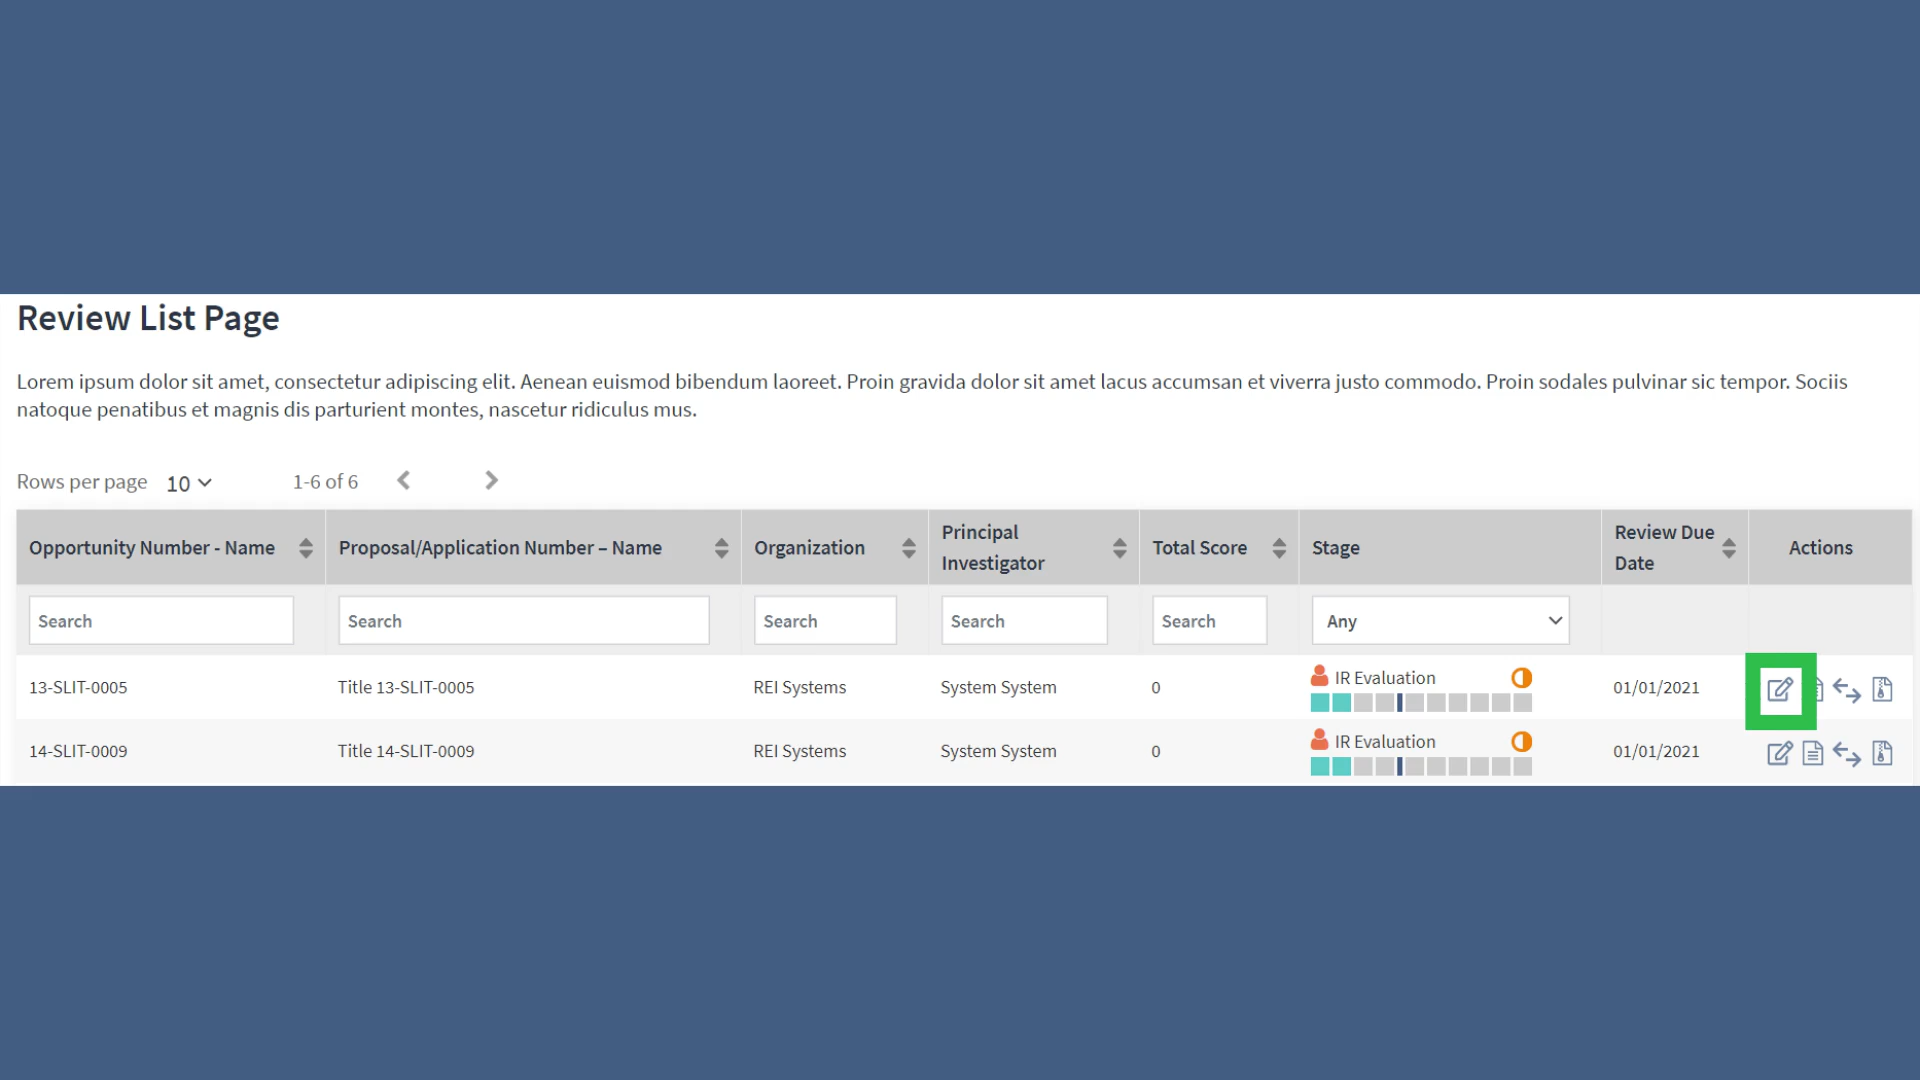 Review List Page
Lorem ipsum dolor sit amet, consectetur adipiscing elit. Aenean euismod bibendum laoreet. Proin gravida dolor sit amet lacus accumsan et viverra justo commodo. Proin sodales pulvinar sic tempor. Sociis
natoque penatibus et magnis dis parturient montes, nascetur ridiculus mus.
Rows per page 10 1-6 of 6
Opportunity Number - Name Proposal/Application Number – Name Organization Principal Investigator Total Score Stage Review Due Date Actions
Search Search Search Search Search Any
13-SLIT-0005 Title 13-SLIT-0005 REI Systems System System 0 IR Evaluation 01/01/2021
14-SLIT-0009 Title 14-SLIT-0009 REI Systems System System 0 IR Evaluation 01/01/2021